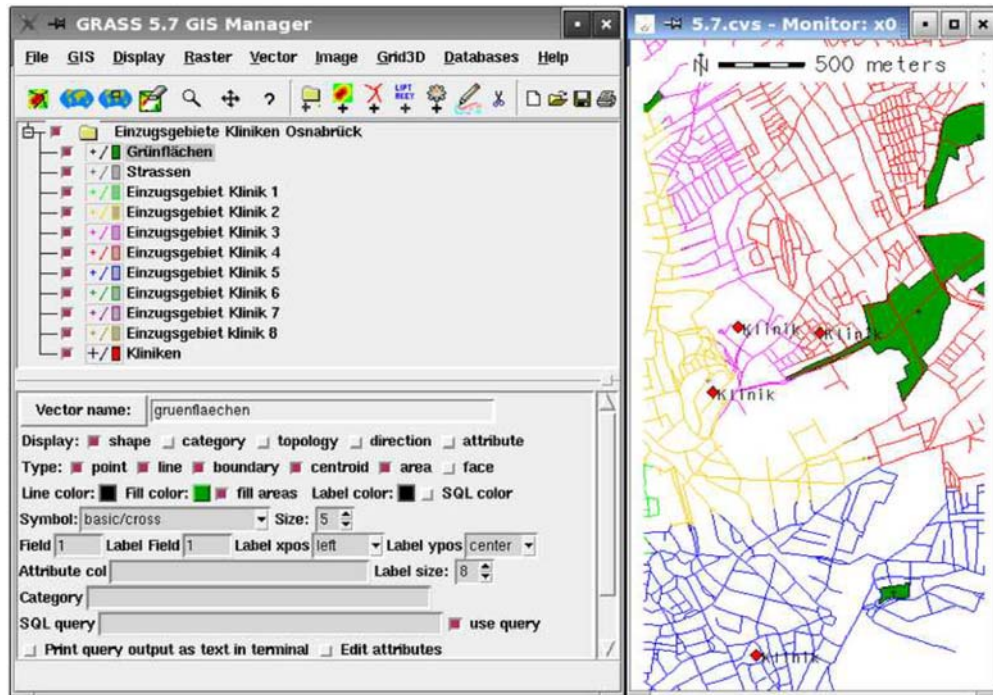 GRASS 5.7 GIS Manager
File GIS Display Raster Vector Image Grid3D Databases Help
Einzugsgebiete Kliniken Osnabrück
Grünflächen
Strassen
Einzugsgebiet Klinik 1
Einzugsgebiet Klinik 2
Einzugsgebiet Klinik 3
Einzugsgebiet Klinik 4
Einzugsgebiet Klinik 5
Einzugsgebiet Klinik 6
Einzugsgebiet Klinik 7
Einzugsgebiet klinik 8
Kliniken
Vector name: gruenflaechen
Display: shape category topology direction attribute
Type: point line boundary centroid area face
Line color: Fill color: fill areas Label color: SQL color
Symbol: basic/cross Size: 5
Field 1 Label Field 1 Label xpos left Label ypos center
Attribute col Label size: 8
Category
SQL query use query
Print query output as text in terminal Edit attributes
5.7.cvs - Monitor: x0
N 500 meters
Klinik
Klinik
Klinik
Klinik